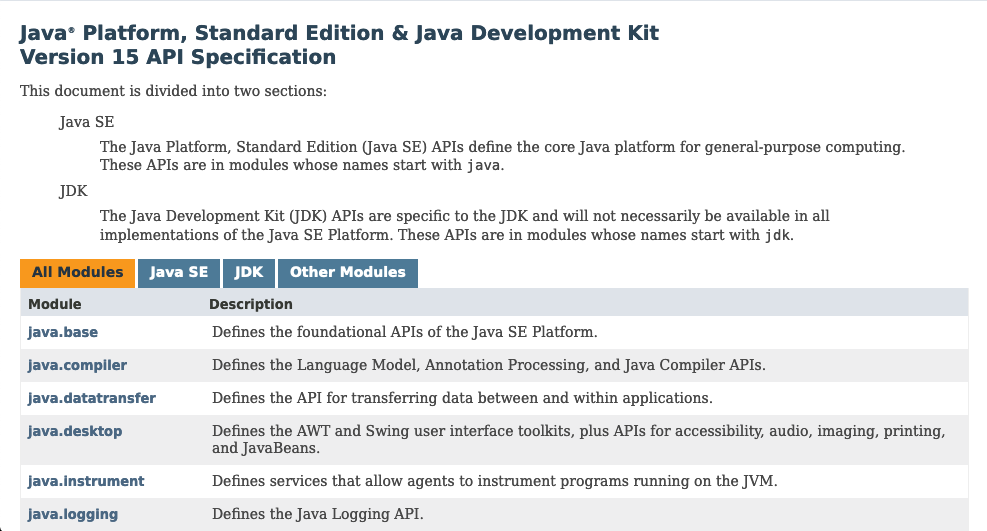 Java® Platform, Standard Edition & Java Development Kit
Version 15 API Specification
This document is divided into two sections:
Java SE
The Java Platform, Standard Edition (Java SE) APIs define the core Java platform for general-purpose computing.
These APIs are in modules whose names start with java.
JDK
The Java Development Kit (JDK) APIs are specific to the JDK and will not necessarily be available in all
implementations of the Java SE Platform. These APIs are in modules whose names start with jdk.
All Modules Java SE JDK Other Modules
Module Description
java.base Defines the foundational APIs of the Java SE Platform.
java.compiler Defines the Language Model, Annotation Processing, and Java Compiler APIs.
java.datatransfer Defines the API for transferring data between and within applications.
java.desktop Defines the AWT and Swing user interface toolkits, plus APIs for accessibility, audio, imaging, printing,
and JavaBeans.
java.instrument Defines services that allow agents to instrument programs running on the JVM.
java.logging Defines the Java Logging API.